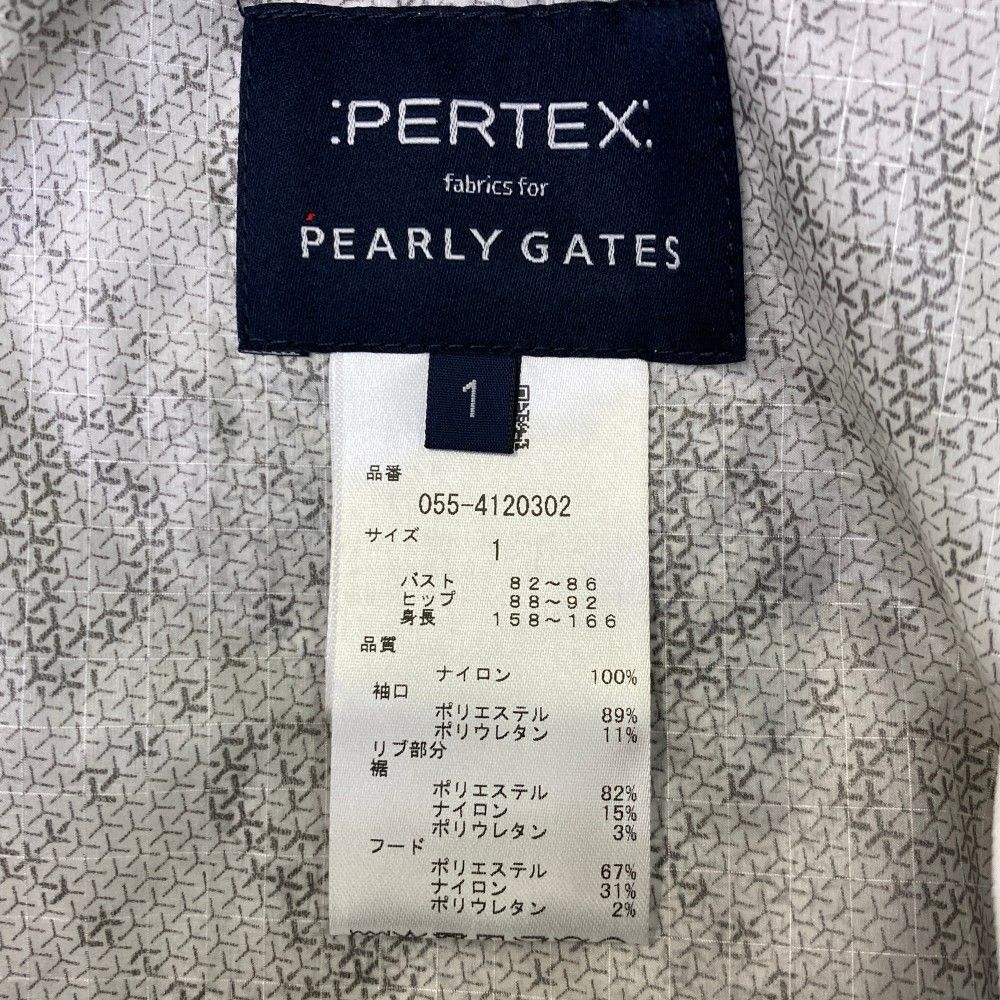 :PERTEX:
fabrics for
PEARLY GATES
1
品番
055-4120302
サイズ
1
バスト 82～86
ヒップ 88～92
身長 158～166
品質
ナイロン 100%
袖口
ポリエステル 89%
ポリウレタン 11%
リブ部分
裾
ポリエステル 82%
ナイロン 15%
ポリウレタン 3%
フード
ポリエステル 67%
ナイロン 31%
ポリウレタン 2%